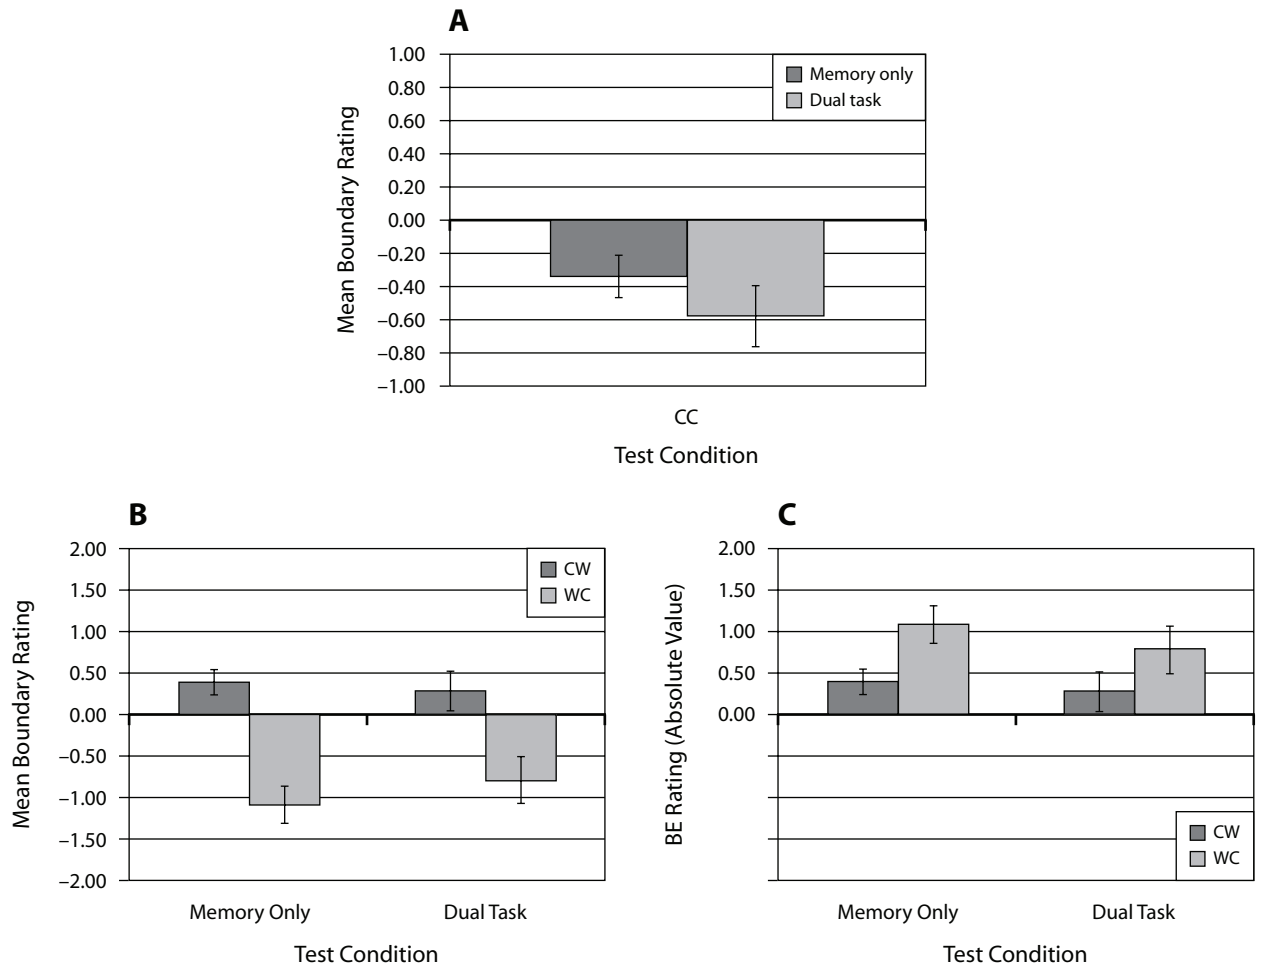 A
1.00
0.80
0.60
0.40
0.20
0.00
–0.20
–0.40
–0.60
–0.80
–1.00
Mean Boundary Rating
Memory only
Dual task
CC
Test Condition
B
2.00
1.50
1.00
0.50
0.00
–0.50
–1.00
–1.50
–2.00
Mean Boundary Rating
CW
WC
Memory Only
Dual Task
Test Condition
C
2.00
1.50
1.00
0.50
0.00
BE Rating (Absolute Value)
CW
WC
Memory Only
Dual Task
Test Condition